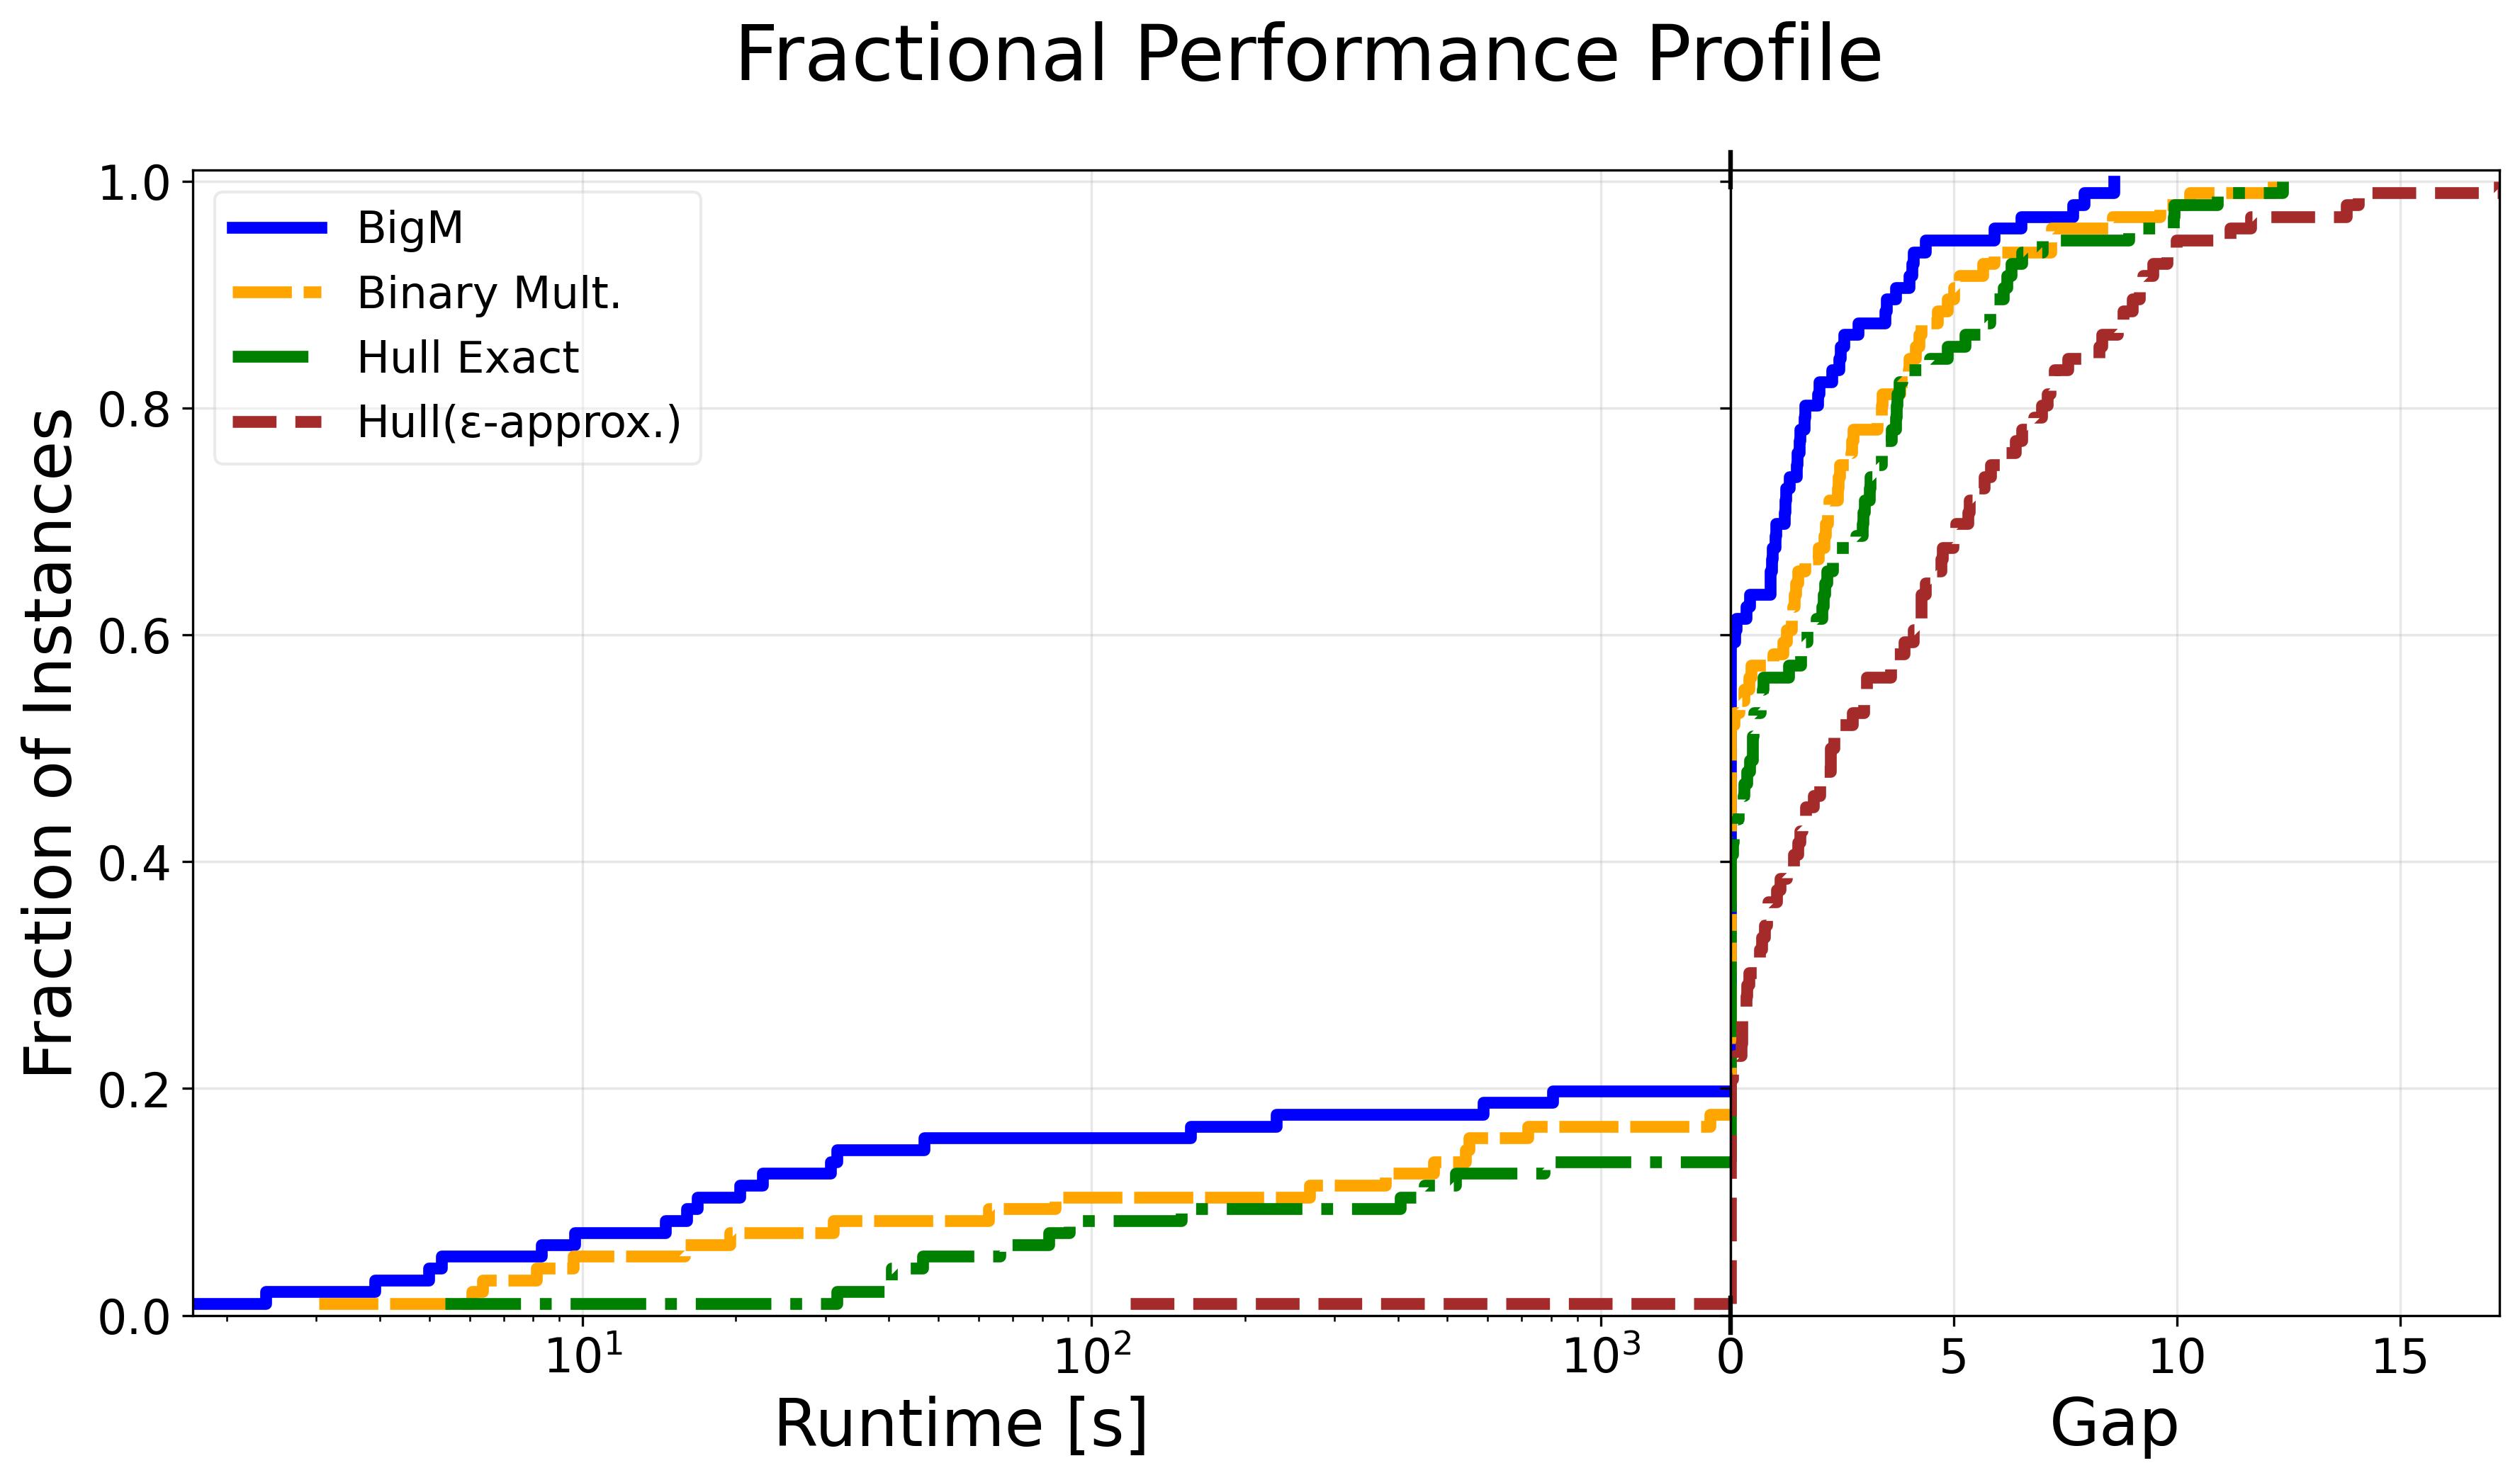 Fractional Performance Profile
BigM
Binary Mult.
Hull Exact
Hull(ε-approx.)
Fraction of Instances
1.0
0.8
0.6
0.4
0.2
0.0
10¹
10²
10³
0
5
10
15
Runtime [s]
Gap